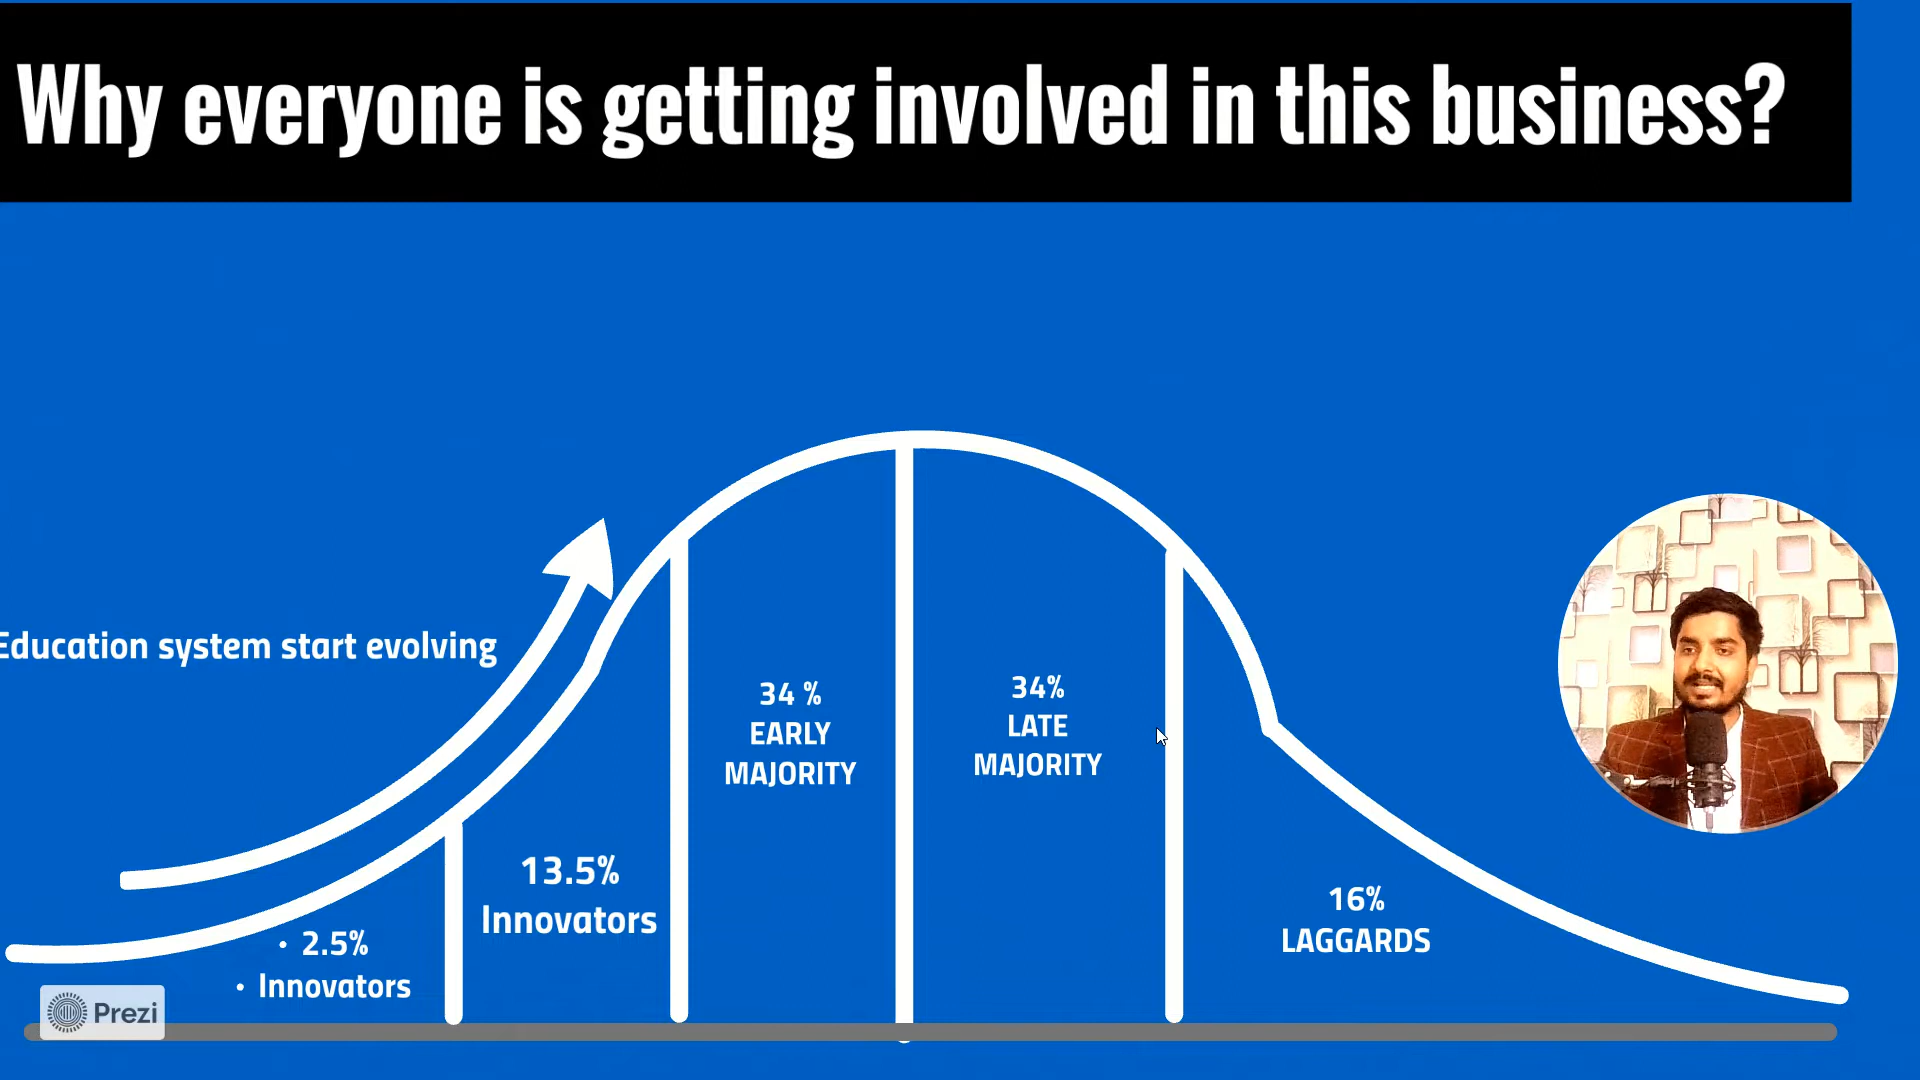 Why everyone is getting involved in this business?
Education system start evolving
34 %
EARLY
MAJORITY
34%
LATE
MAJORITY
13.5%
Innovators
16%
LAGGARDS
• 2.5%
• Innovators
Prezi